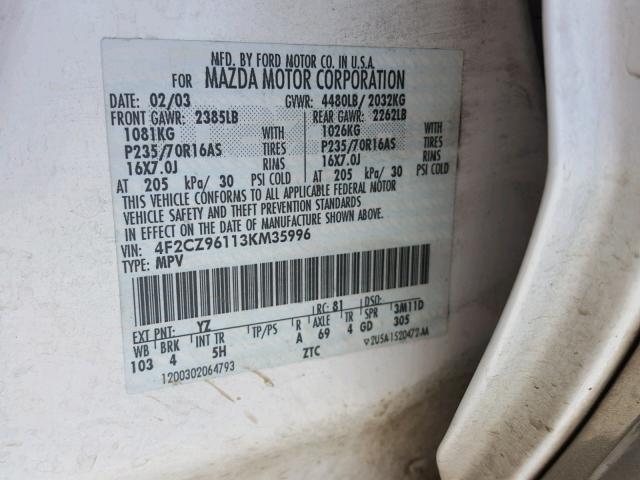 MFD. BY FORD MOTOR CO. IN U.S.A.
FOR MAZDA MOTOR CORPORATION
DATE: 02/03 GVWR: 4480LB/ 2032KG
FRONT GAWR: 2385LB REAR GAWR: 2262LB
1081KG WITH 1026KG WITH
P235/70R16AS TIRES P235/70R16AS TIRES
16X7.0J RIMS 16X7.0J RIMS
AT 205 kPa/ 30 PSI COLD AT 205 kPa/ 30 PSI COLD
THIS VEHICLE CONFORMS TO ALL APPLICABLE FEDERAL MOTOR
VEHICLE SAFETY AND THEFT PREVENTION STANDARDS
IN EFFECT ON THE DATE OF MANUFACTURE SHOWN ABOVE.
VIN: 4F2CZ96113KM35996
TYPE: MPV
EXT PNT: YZ RC: 81 DSO:
WB BRK INT TR TP/PS R AXLE TR SPR 3M11D
103 4 5H A 69 4 GD 305
1200302064793 ZTC 2U5A1520472AA